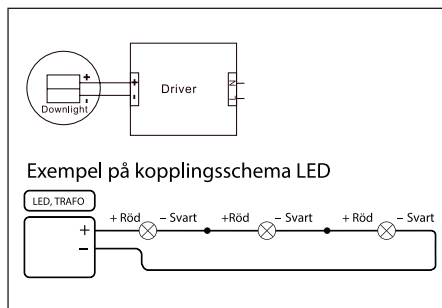 +
-
Downlight
+
-
Driver
N
L
Exempel på kopplingsschema LED
LED, TRAFO
+ Röd – Svart +Röd – Svart + Röd – Svart
+
–